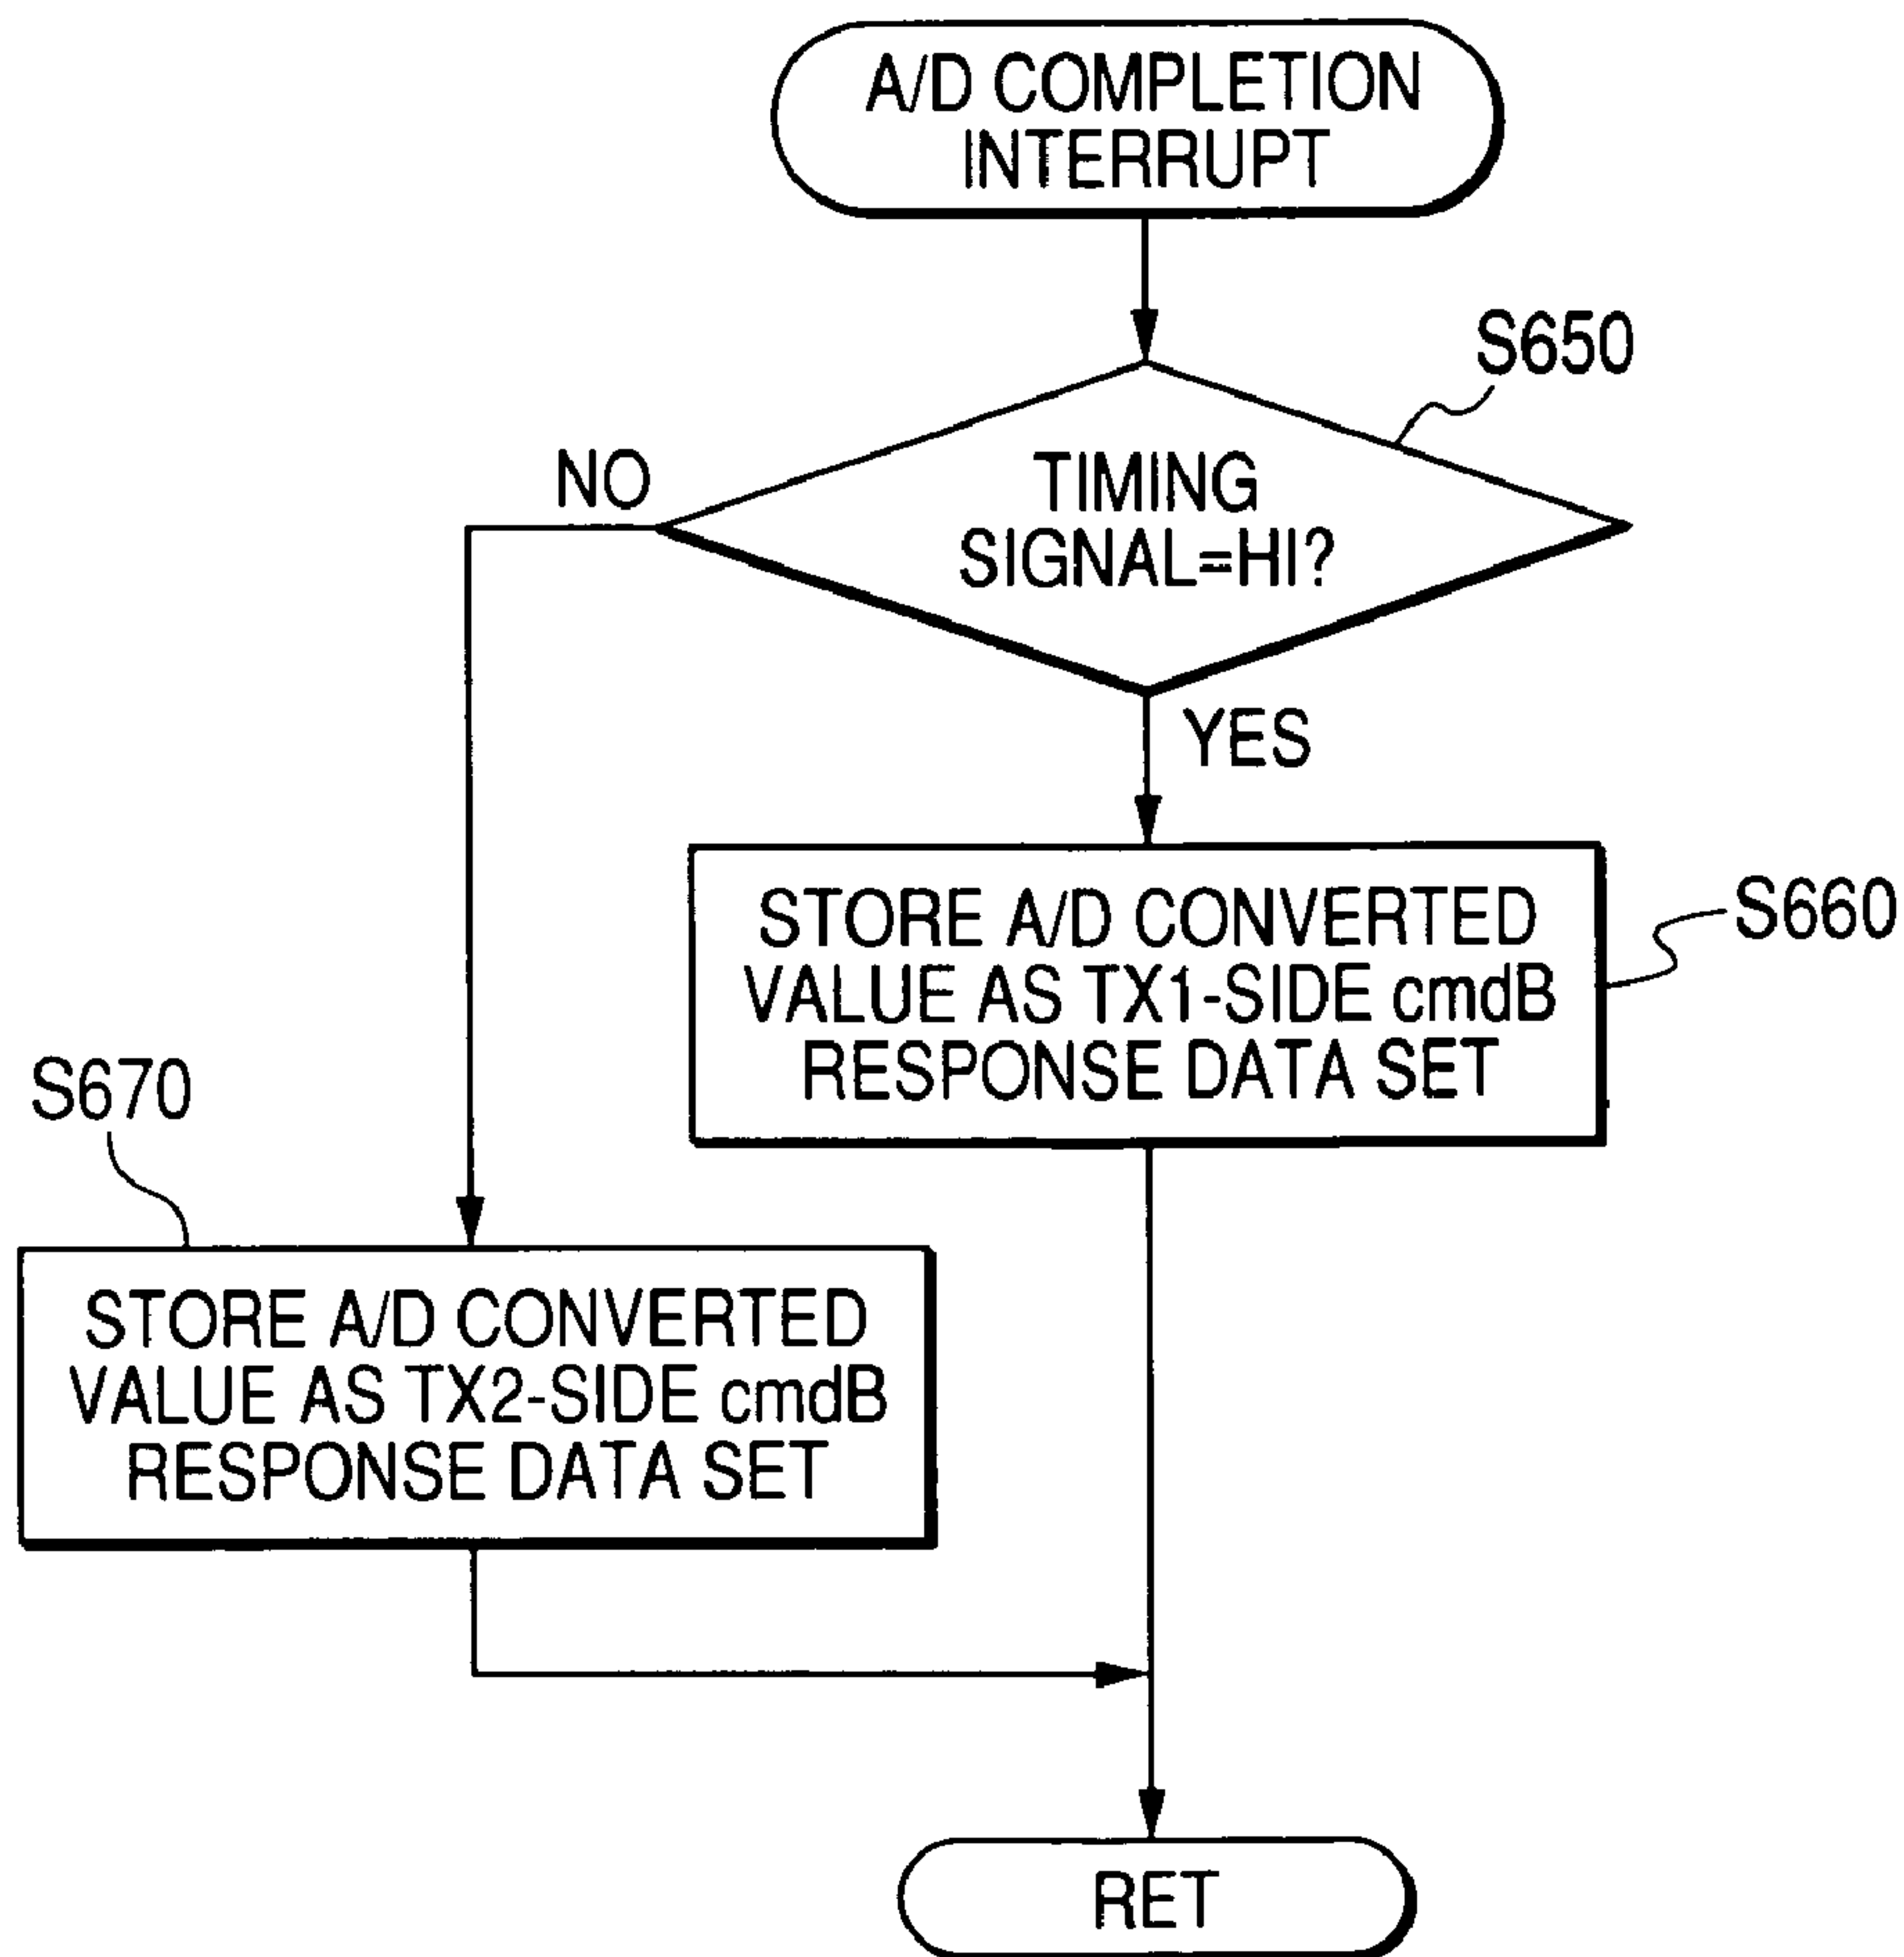 A/D COMPLETION
INTERRUPT
S650
TIMING
SIGNAL=HI?
NO
YES
STORE A/D CONVERTED
VALUE AS TX1-SIDE cmdB
RESPONSE DATA SET
S660
S670
STORE A/D CONVERTED
VALUE AS TX2-SIDE cmdB
RESPONSE DATA SET
RET